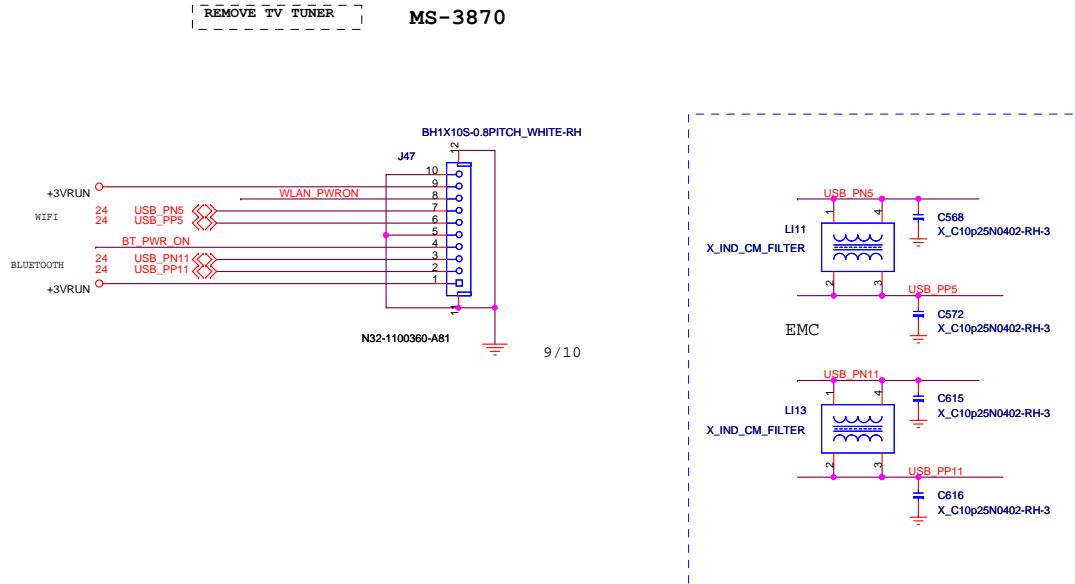 REMOVE TV TUNER
MS-3870
BH1X10S-0.8PITCH_WHITE-RH
J47
12
10
9
8
7
6
5
4
3
2
1
11
+3VRUN
WLAN_PWRON
WIFI
24 USB_PN5
24 USB_PP5
BT_PWR_ON
BLUETOOTH
24 USB_PN11
24 USB_PP11
+3VRUN
N32-1100360-A81
9/10
USB_PN5
1
4
C568
X_C10p25N0402-RH-3
LI11
X_IND_CM_FILTER
2
3
USB_PP5
C572
X_C10p25N0402-RH-3
EMC
USB_PN11
1
4
C615
X_C10p25N0402-RH-3
LI13
X_IND_CM_FILTER
2
3
USB_PP11
C616
X_C10p25N0402-RH-3